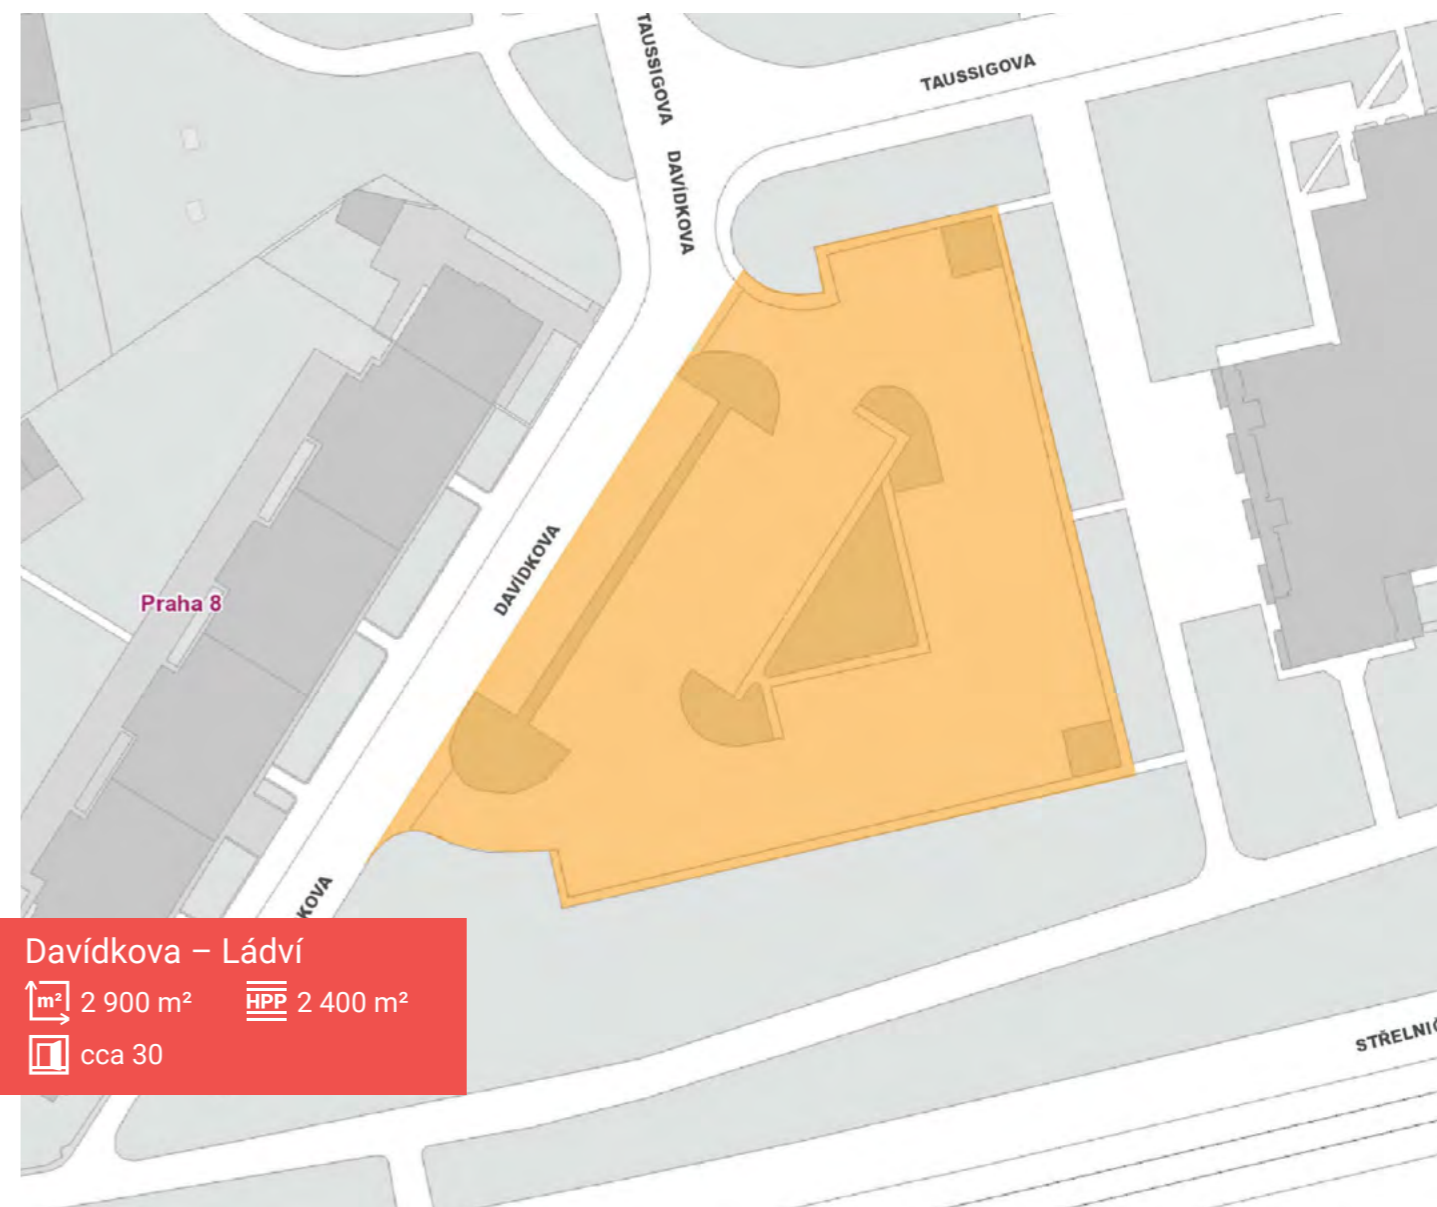 TAUSSIGOVA
TAUSSIGOVA
DAVÍDKOVA
DAVÍDKOVA
Praha 8
KOVA
Davídkova – Ládví
m² 2 900 m² HPP 2 400 m²
cca 30
STŘELNIČ